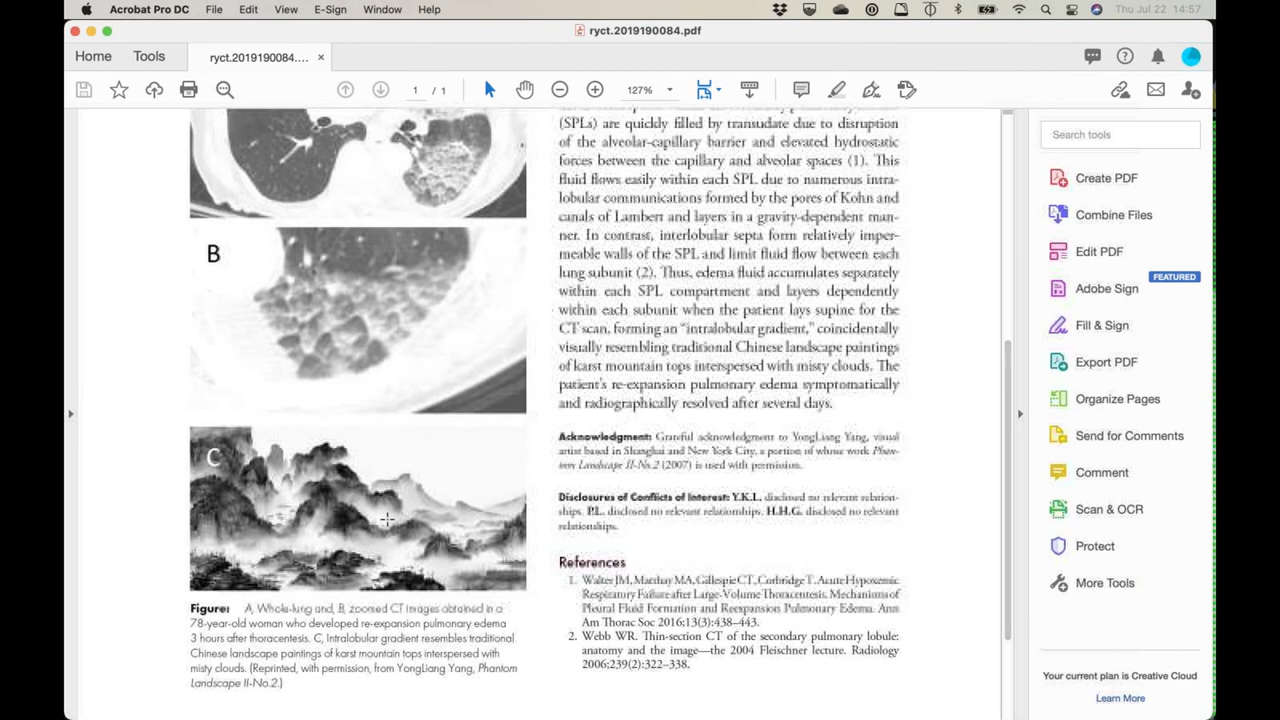 Acrobat Pro DC File Edit View E-Sign Window Help Thu Jul 22 14:57
ryct.2019190084.pdf
Home Tools ryct.2019190084.... ×
1 / 1 127%
Search tools
Create PDF
Combine Files
Edit PDF
FEATURED
Adobe Sign
Fill & Sign
Export PDF
Organize Pages
Send for Comments
Comment
Scan & OCR
Protect
More Tools
Your current plan is Creative Cloud
Learn More
B
C
Figure: A, Whole-lung and, B, zoomed CT images obtained in a
78-year-old woman who developed re-expansion pulmonary edema
3 hours after thoracentesis. C, Intralobular gradient resembles traditional
Chinese landscape paintings of karst mountain tops interspersed with
misty clouds. (Reprinted, with permission, from YongLiang Yang, Phantom
Landscape II-No.2.)
(SPLs) are quickly filled by transudate due to disruption
of the alveolar-capillary barrier and elevated hydrostatic
forces between the capillary and alveolar spaces (1). This
fluid flows easily within each SPL due to numerous intra-
lobular communications formed by the pores of Kohn and
canals of Lambert and layers in a gravity-dependent man-
ner. In contrast, interlobular septa form relatively imper-
meable walls of the SPL and limit fluid flow between each
lung subunit (2). Thus, edema fluid accumulates separately
within each SPL compartment and layers dependently
within each subunit when the patient lays supine for the
CT scan, forming an “intralobular gradient,” coincidentally
visually resembling traditional Chinese landscape paintings
of karst mountain tops interspersed with misty clouds. The
patient’s re-expansion pulmonary edema symptomatically
and radiographically resolved after several days.
Acknowledgment: Grateful acknowledgment to YongLiang Yang, visual
artist based in Shanghai and New York City, a portion of whose work Phan-
tom Landscape II-No.2 (2007) is used with permission.
Disclosures of Conflicts of Interest: Y.K.L. disclosed no relevant relation-
ships. P.L. disclosed no relevant relationships. H.H.G. disclosed no relevant
relationships.
References
1. Walter JM, Matthay MA, Gillespie CT, Corbridge T. Acute Hypoxemic
Respiratory Failure after Large-Volume Thoracentesis. Mechanisms of
Pleural Fluid Formation and Reexpansion Pulmonary Edema. Ann
Am Thorac Soc 2016;13(3):438–443.
2. Webb WR. Thin-section CT of the secondary pulmonary lobule:
anatomy and the image—the 2004 Fleischner lecture. Radiology
2006;239(2):322–338.